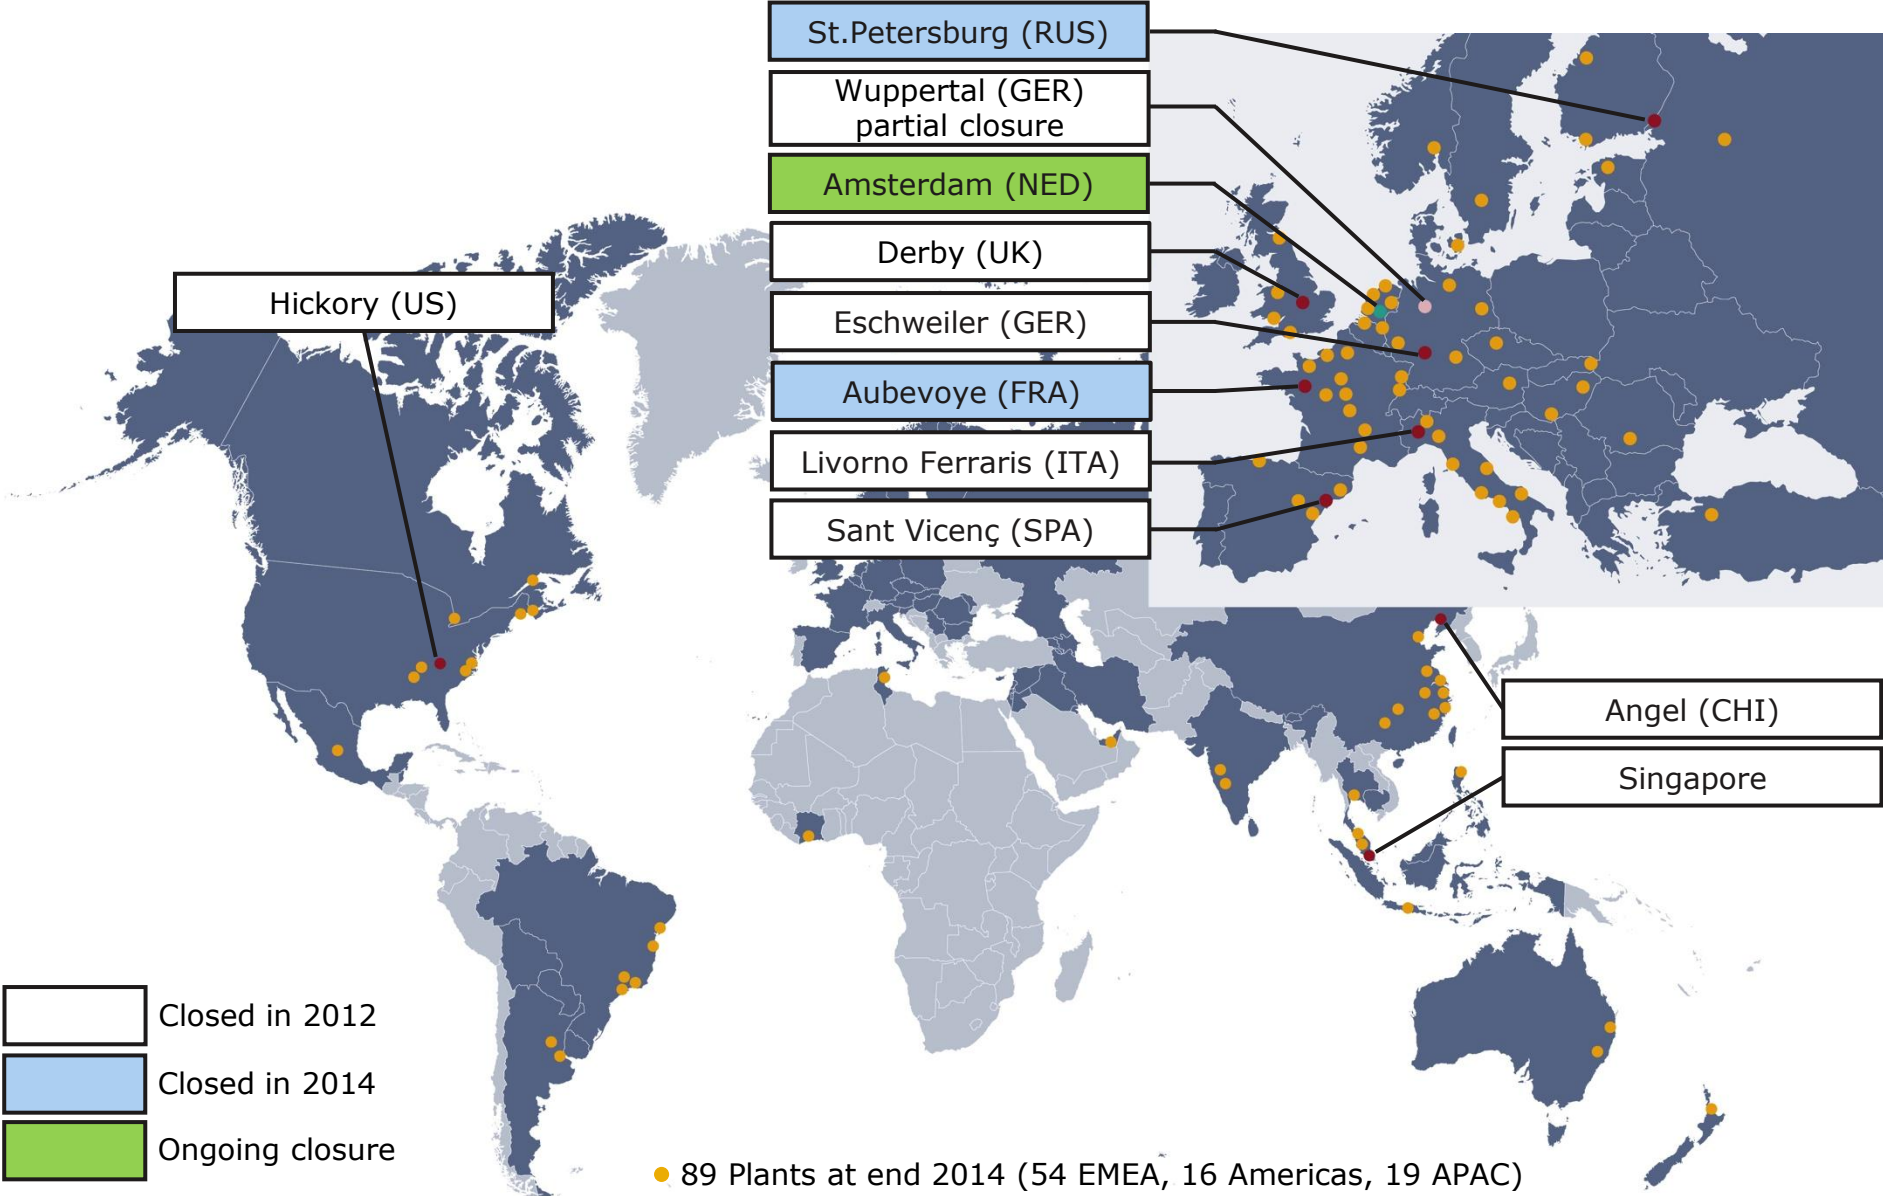 St.Petersburg (RUS)
Wuppertal (GER)
partial closure
Amsterdam (NED)
Derby (UK)
Hickory (US)
Eschweiler (GER)
Aubevoye (FRA)
Livorno Ferraris (ITA)
Sant Vicenç (SPA)
Angel (CHI)
Singapore
Closed in 2012
Closed in 2014
Ongoing closure
89 Plants at end 2014 (54 EMEA, 16 Americas, 19 APAC)